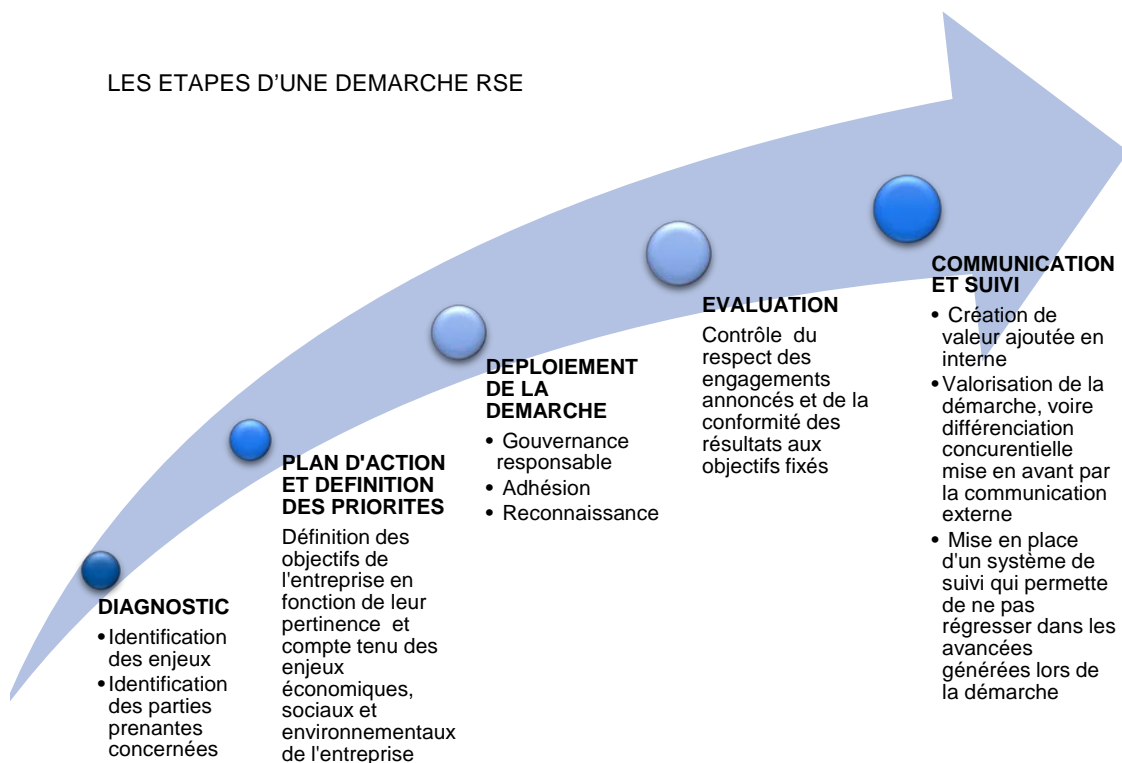 LES ETAPES D'UNE DEMARCHE RSE
DIAGNOSTIC
• Identification
des enjeux
• Identification
des parties
prenantes
concernées
PLAN D'ACTION
ET DEFINITION
DES PRIORITES
Définition des
objectifs de
l'entreprise en
fonction de leur
pertinence et
compte tenu des
enjeux
économiques,
sociaux et
environnementaux
de l'entreprise
DEPLOIEMENT
DE LA
DEMARCHE
• Gouvernance
responsable
• Adhésion
• Reconnaissance
EVALUATION
Contrôle du
respect des
engagements
annoncés et de la
conformité des
résultats aux
objectifs fixés
COMMUNICATION
ET SUIVI
• Création de
valeur ajoutée en
interne
• Valorisation de la
démarche, voire
différenciation
concurentielle
mise en avant par
la communication
externe
• Mise en place
d'un système de
suivi qui permette
de ne pas
régresser dans les
avancées
générées lors de
la démarche